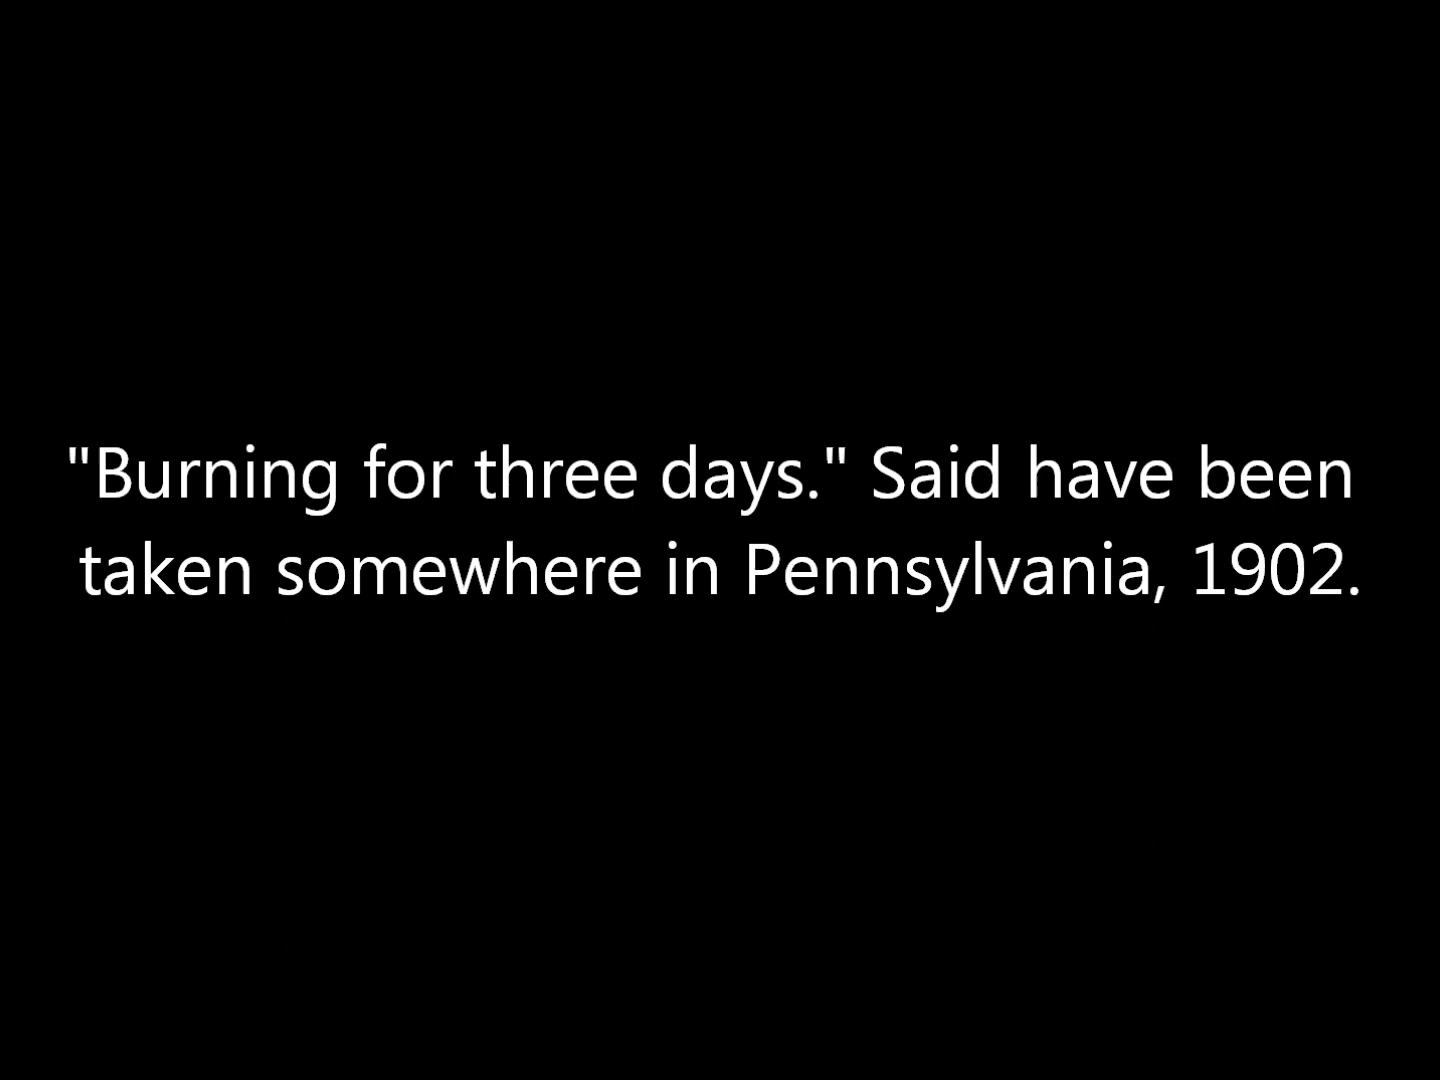 "Burning for three days." Said have been
taken somewhere in Pennsylvania, 1902.